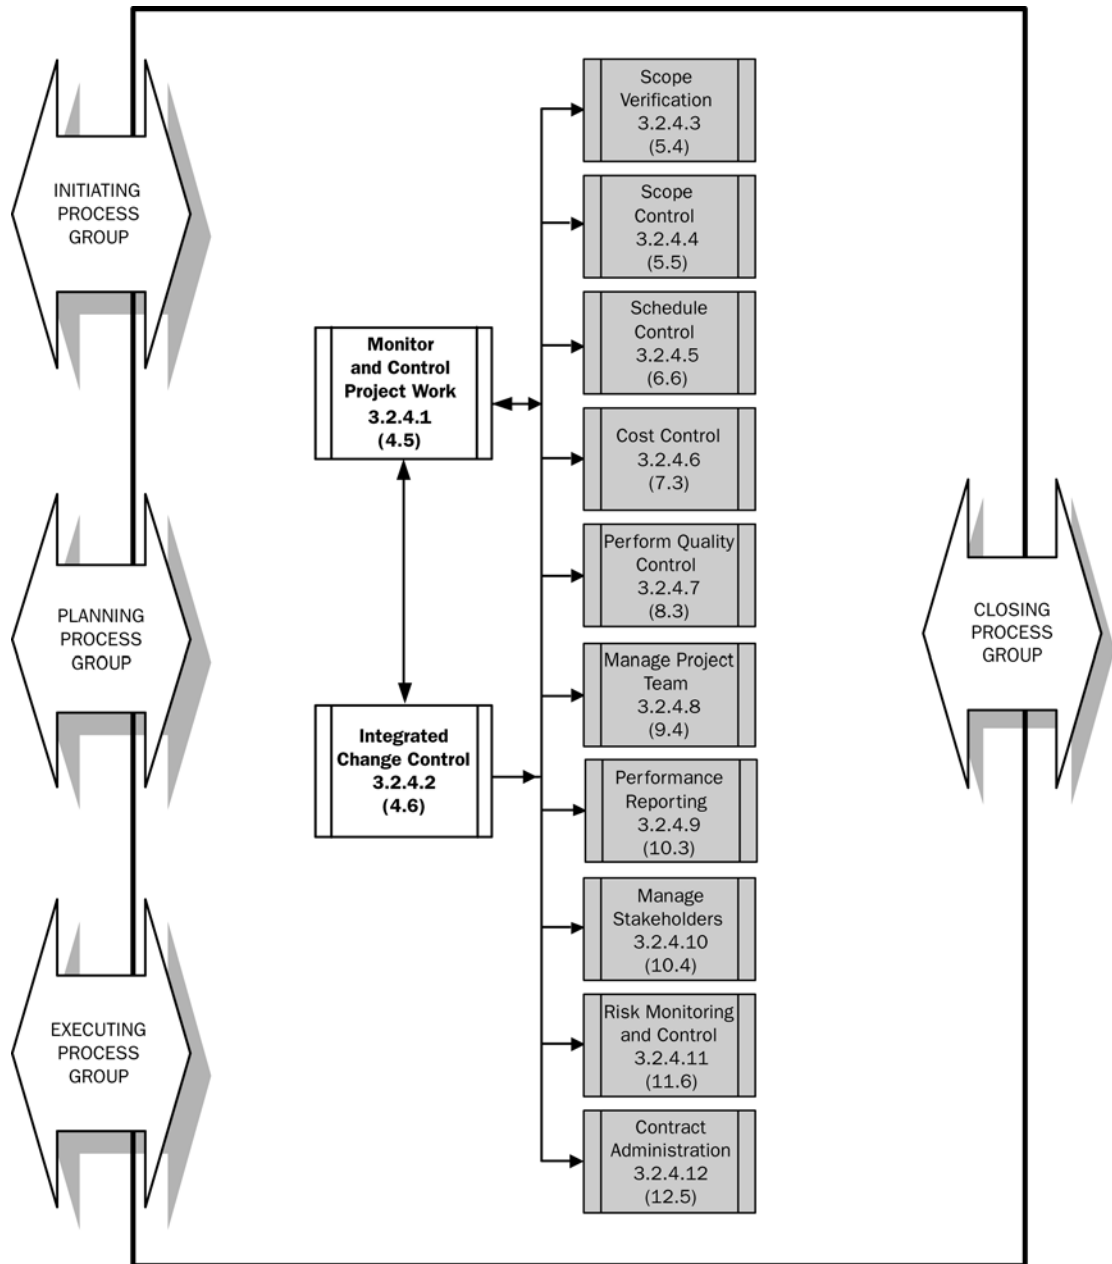 INITIATING
PROCESS
GROUP
PLANNING
PROCESS
GROUP
EXECUTING
PROCESS
GROUP
Monitor
and Control
Project Work
3.2.4.1
(4.5)
Integrated
Change Control
3.2.4.2
(4.6)
Scope
Verification
3.2.4.3
(5.4)
Scope
Control
3.2.4.4
(5.5)
Schedule
Control
3.2.4.5
(6.6)
Cost Control
3.2.4.6
(7.3)
Perform Quality
Control
3.2.4.7
(8.3)
Manage Project
Team
3.2.4.8
(9.4)
Performance
Reporting
3.2.4.9
(10.3)
Manage
Stakeholders
3.2.4.10
(10.4)
Risk Monitoring
and Control
3.2.4.11
(11.6)
Contract
Administration
3.2.4.12
(12.5)
CLOSING
PROCESS
GROUP